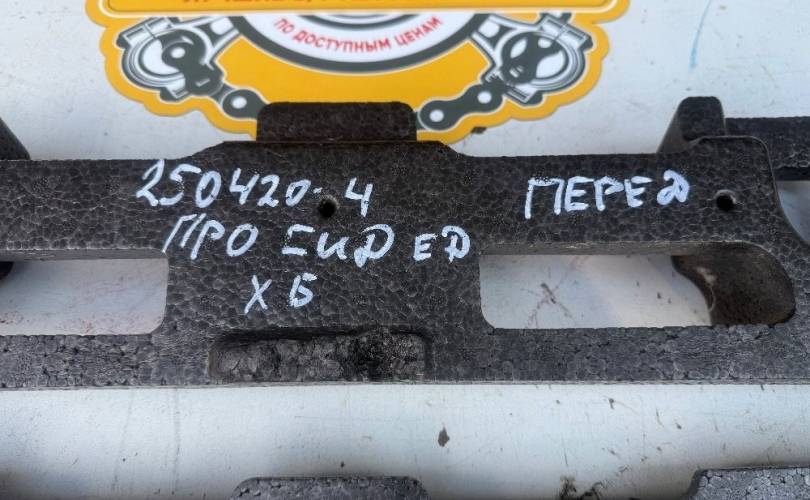 ПО ДОСТУПНЫМ ЦЕНАМ
250420-4
ПЕРЕД
ПРО СИД ЕД
ХБ